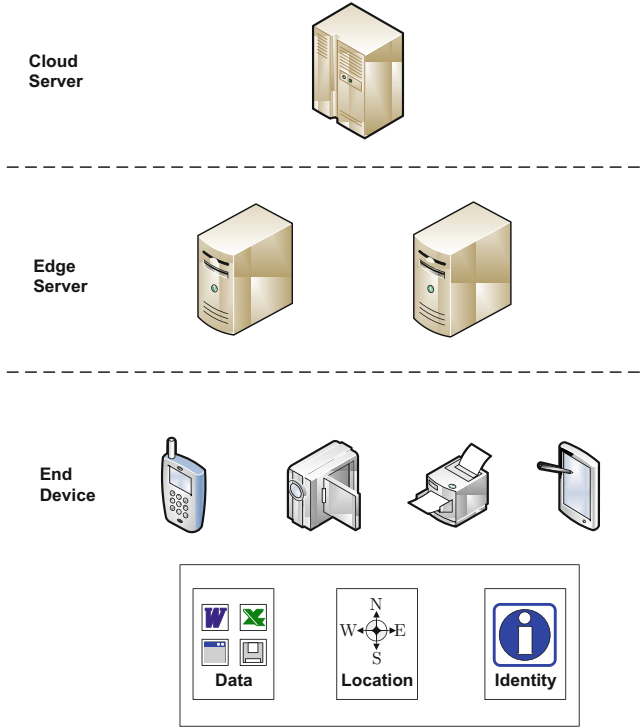 Cloud
Server
Edge
Server
End
Device
W
X
N
W E
S
i
Data
Location
Identity